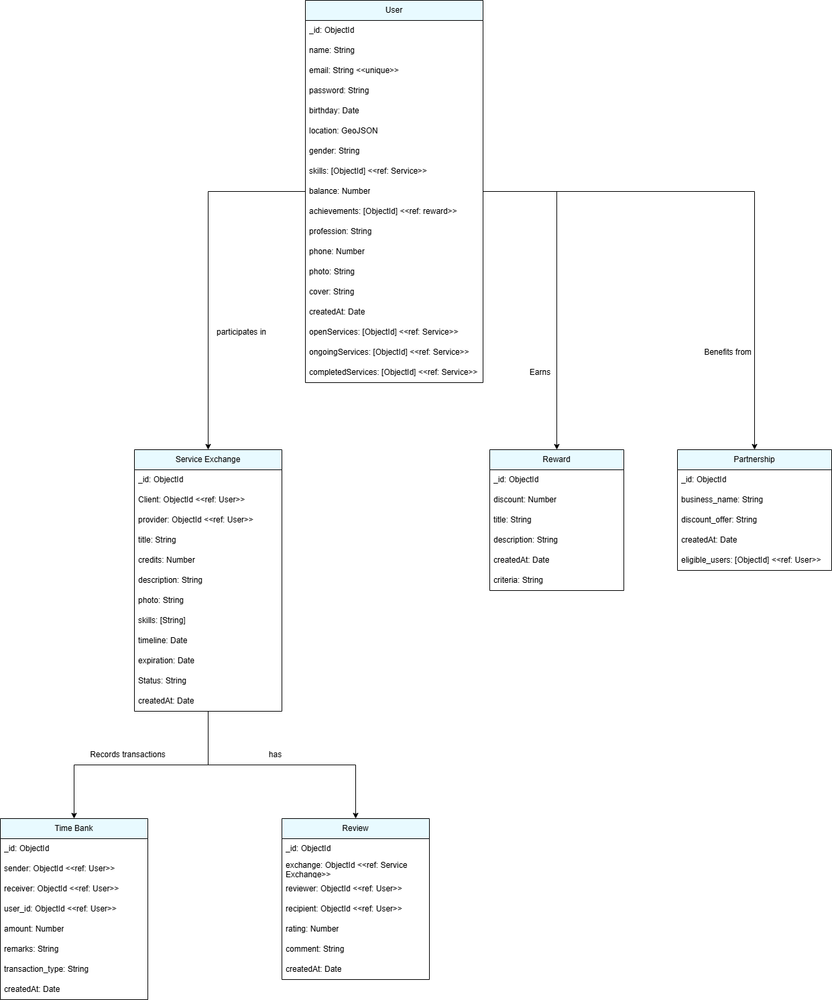 User
_id: ObjectId
name: String
email: String <<unique>>
password: String
birthday: Date
location: GeoJSON
gender: String
skills: [ObjectId] <<ref: Service>>
balance: Number
achievements: [ObjectId] <<ref: reward>>
profession: String
phone: Number
photo: String
cover: String
createdAt: Date
openServices: [ObjectId] <<ref: Service>>
ongoingServices: [ObjectId] <<ref: Service>>
completedServices: [ObjectId] <<ref: Service>>
participates in
Earns
Benefits from
Service Exchange
_id: ObjectId
Client: ObjectId <<ref: User>>
provider: ObjectId <<ref: User>>
title: String
credits: Number
description: String
photo: String
skills: [String]
timeline: Date
expiration: Date
Status: String
createdAt: Date
Reward
_id: ObjectId
discount: Number
title: String
description: String
createdAt: Date
criteria: String
Partnership
_id: ObjectId
business_name: String
discount_offer: String
createdAt: Date
eligible_users: [ObjectId] <<ref: User>>
Records transactions
has
Time Bank
_id: ObjectId
sender: ObjectId <<ref: User>>
receiver: ObjectId <<ref: User>>
user_id: ObjectId <<ref: User>>
amount: Number
remarks: String
transaction_type: String
createdAt: Date
Review
_id: ObjectId
exchange: ObjectId <<ref: Service
Exchange>>
reviewer: ObjectId <<ref: User>>
recipient: ObjectId <<ref: User>>
rating: Number
comment: String
createdAt: Date